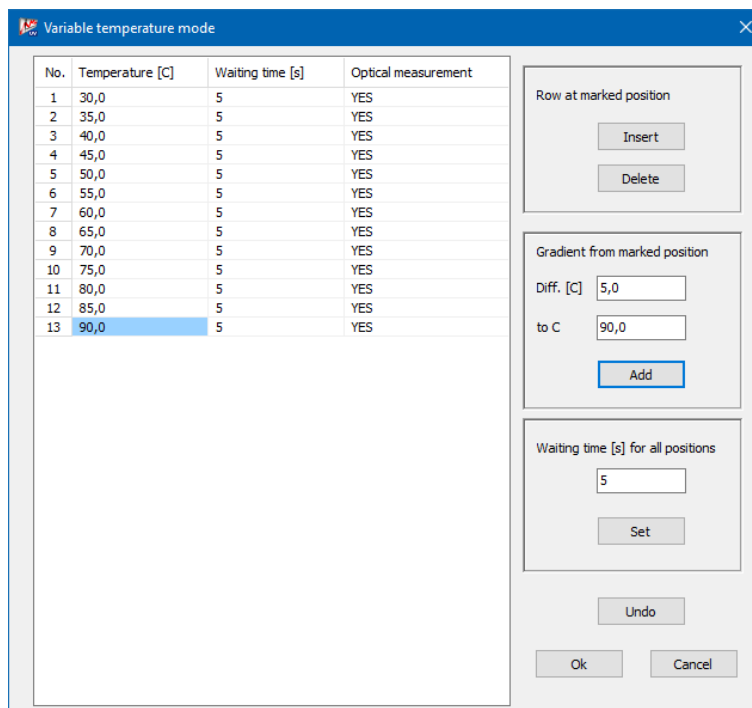 Variable temperature mode
No. Temperature [C] Waiting time [s] Optical measurement
1 30,0 5 YES
2 35,0 5 YES
3 40,0 5 YES
4 45,0 5 YES
5 50,0 5 YES
6 55,0 5 YES
7 60,0 5 YES
8 65,0 5 YES
9 70,0 5 YES
10 75,0 5 YES
11 80,0 5 YES
12 85,0 5 YES
13 90,0 5 YES
Row at marked position
Insert
Delete
Gradient from marked position
Diff. [C] 5,0
to C 90,0
Add
Waiting time [s] for all positions
5
Set
Undo
Ok Cancel